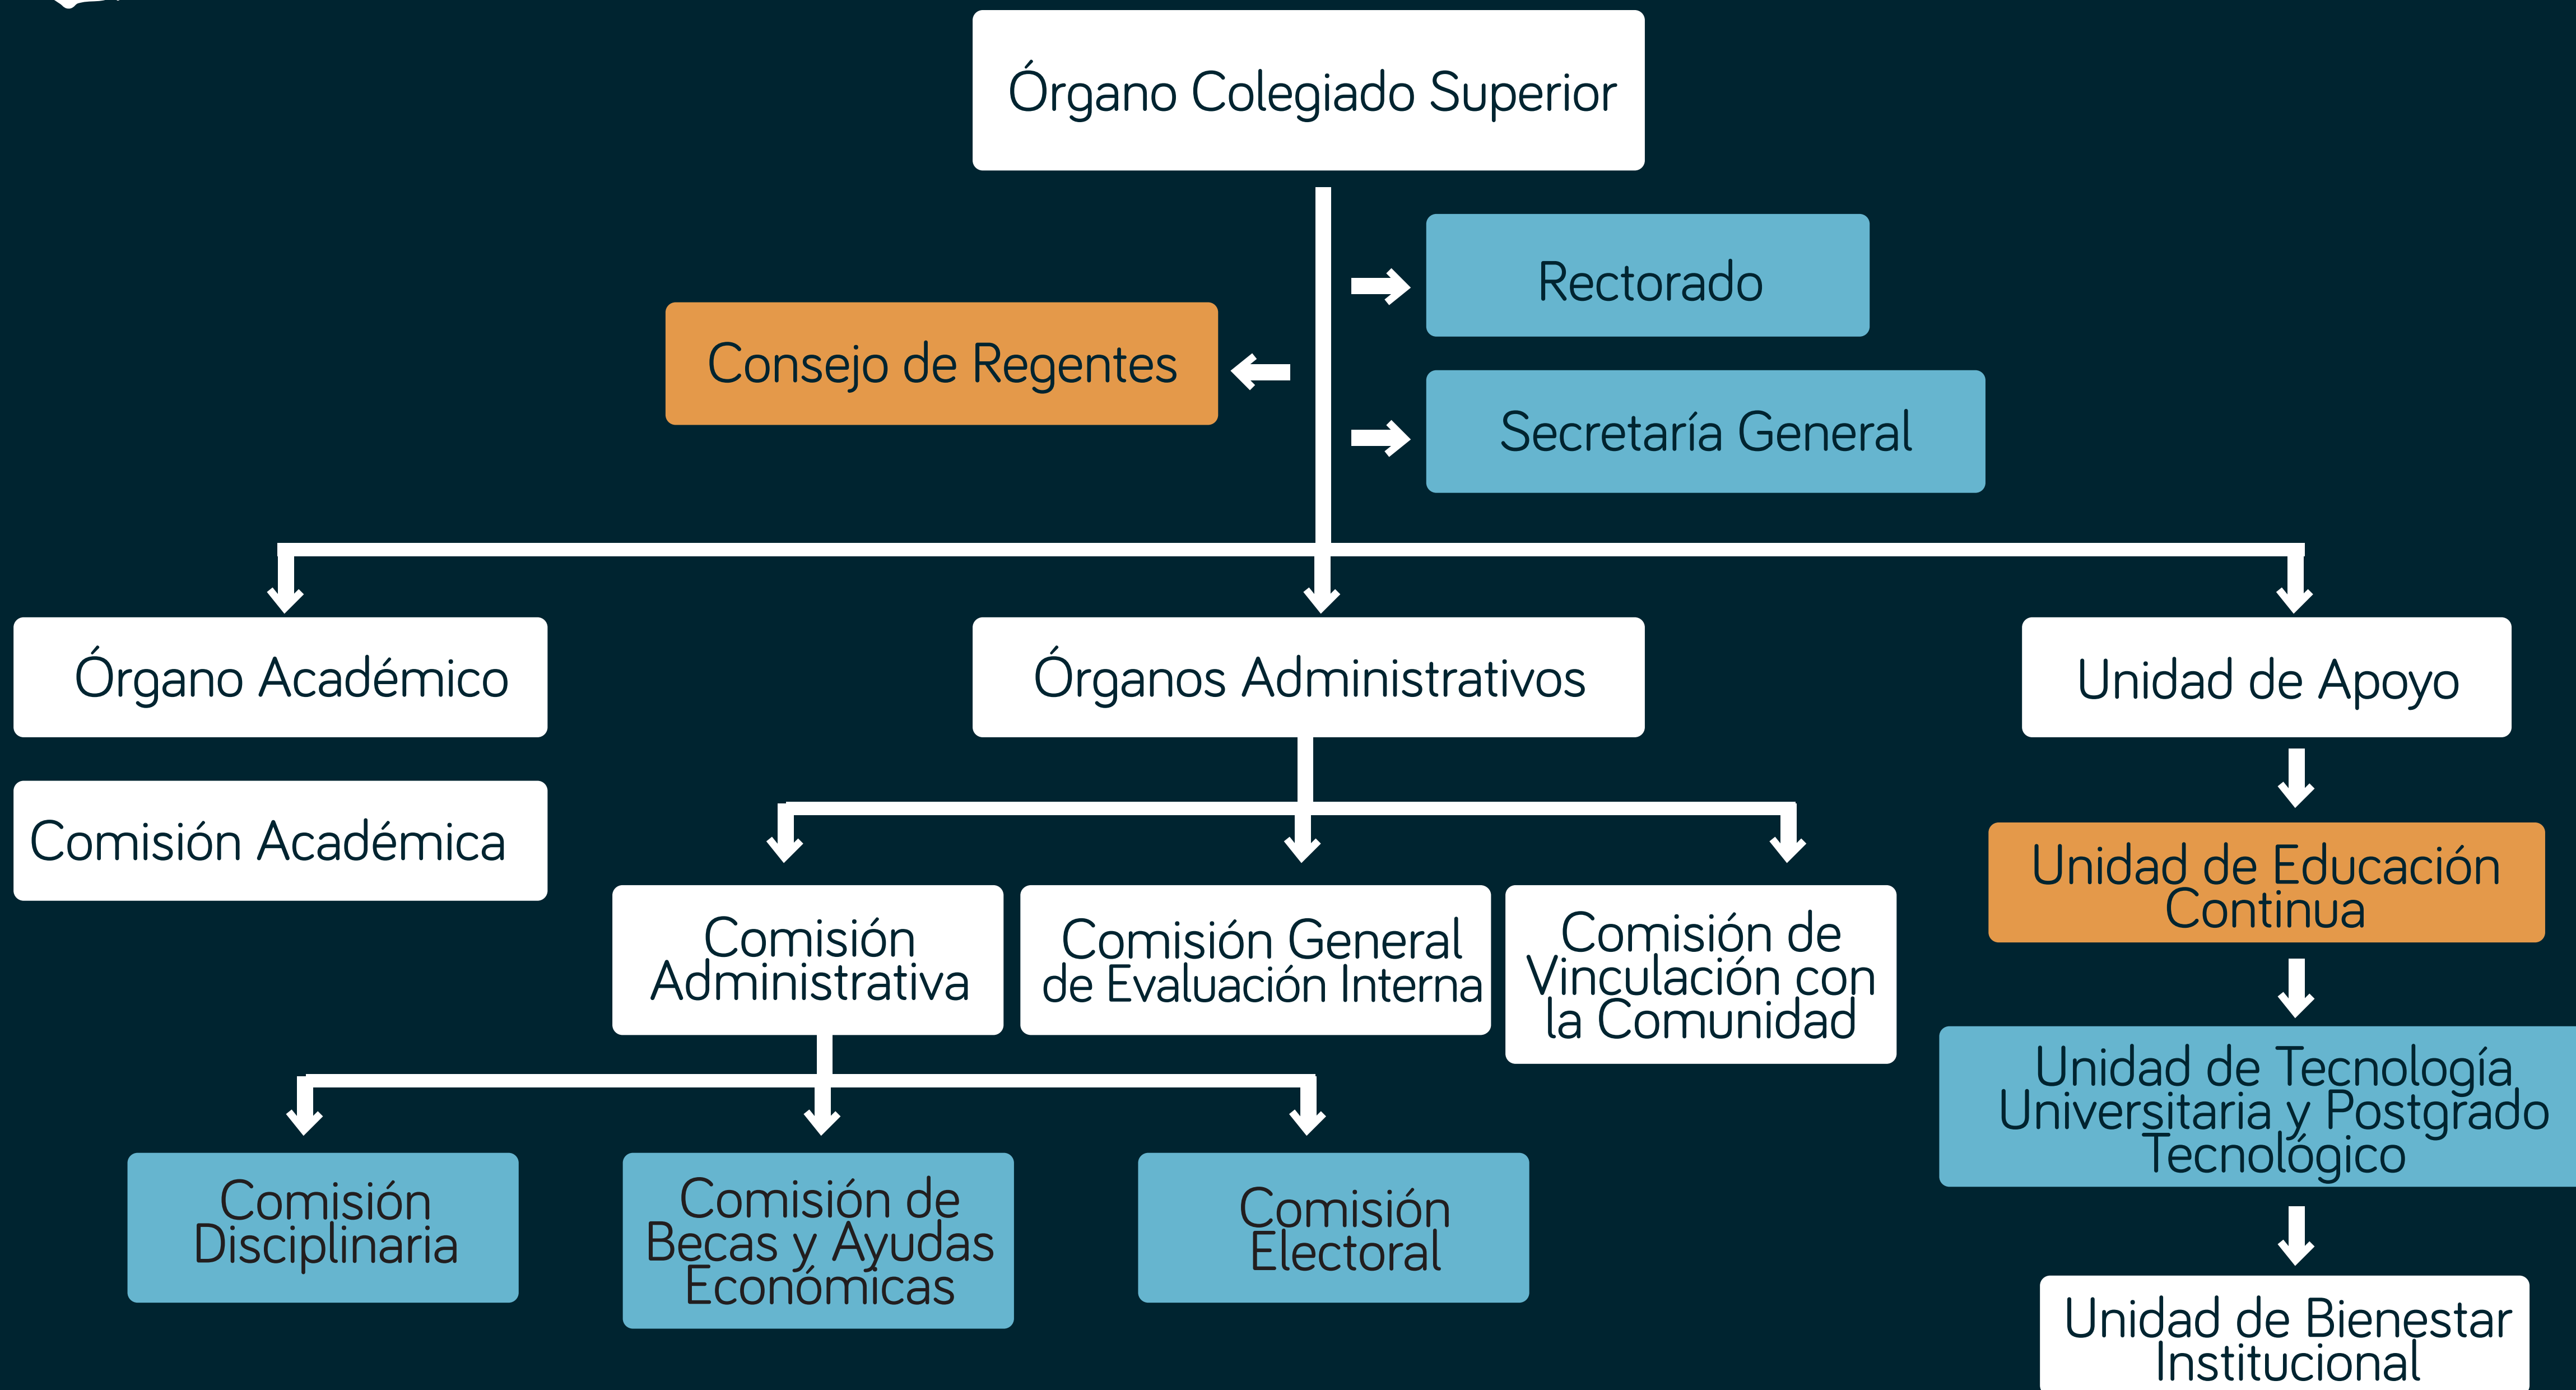 Órgano Colegiado Superior
Rectorado
Consejo de Regentes
Secretaría General
Órgano Académico
Órganos Administrativos
Unidad de Apoyo
Comisión Académica
Comisión
Administrativa
Comisión General
de Evaluación Interna
Comisión de
Vinculación con
la Comunidad
Unidad de Educación
Continua
Unidad de Tecnología
Universitaria y Postgrado
Tecnológico
Comisión
Disciplinaria
Comisión de
Becas y Ayudas
Económicas
Comisión
Electoral
Unidad de Bienestar
Institucional